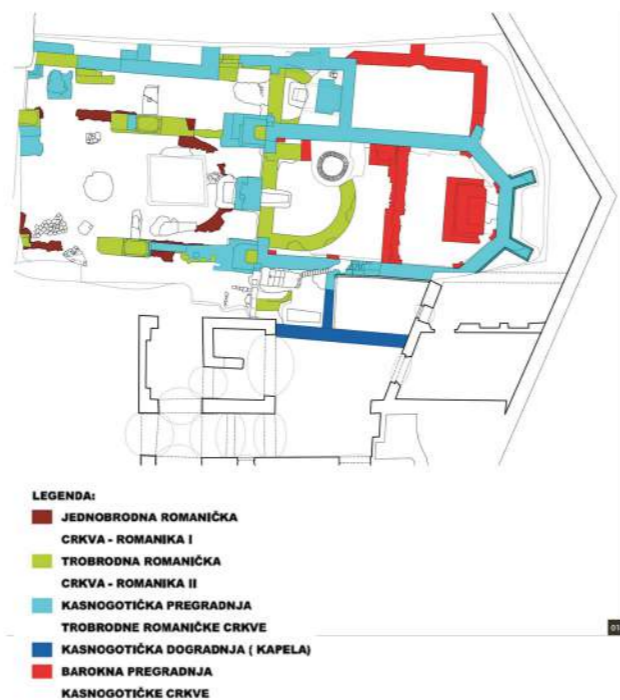 LEGENDA:
JEDNOBRODNA ROMANIČKA
CRKVA - ROMANIKA I
TROBRODNA ROMANIČKA
CRKVA - ROMANIKA II
KASNOGOTIČKA PREGRADNJA
TROBRODNE ROMANIČKE CRKVE
KASNOGOTIČKA DOGRADNJA ( KAPELA)
BAROKNA PREGRADNJA
KASNOGOTIČKE CRKVE
01